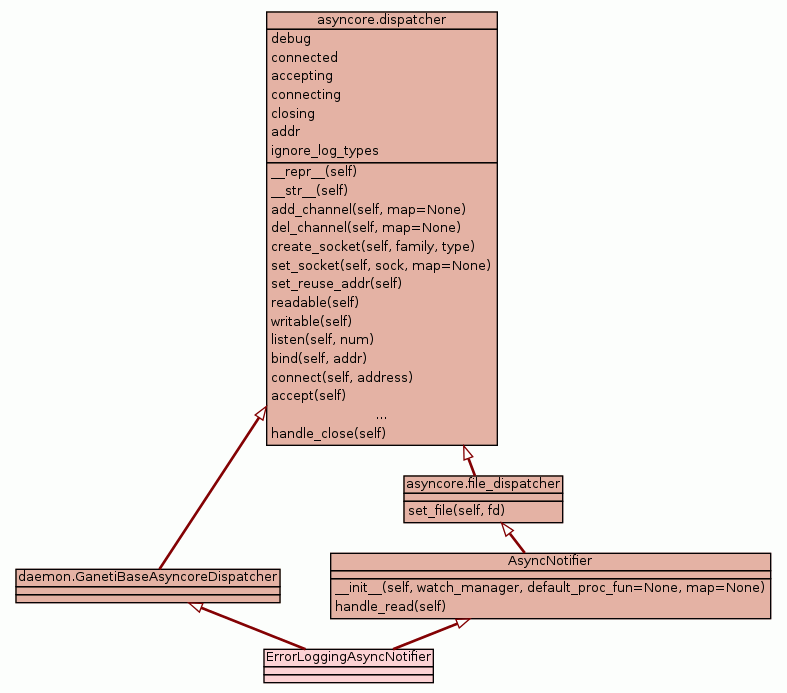 asyncore.dispatcher
debug
connected
accepting
connecting
closing
addr
ignore_log_types
__repr__(self)
__str__(self)
add_channel(self, map=None)
del_channel(self, map=None)
create_socket(self, family, type)
set_socket(self, sock, map=None)
set_reuse_addr(self)
readable(self)
writable(self)
listen(self, num)
bind(self, addr)
connect(self, address)
accept(self)
...
handle_close(self)
asyncore.file_dispatcher
set_file(self, fd)
AsyncNotifier
__init__(self, watch_manager, default_proc_fun=None, map=None)
handle_read(self)
daemon.GanetiBaseAsyncoreDispatcher
ErrorLoggingAsyncNotifier